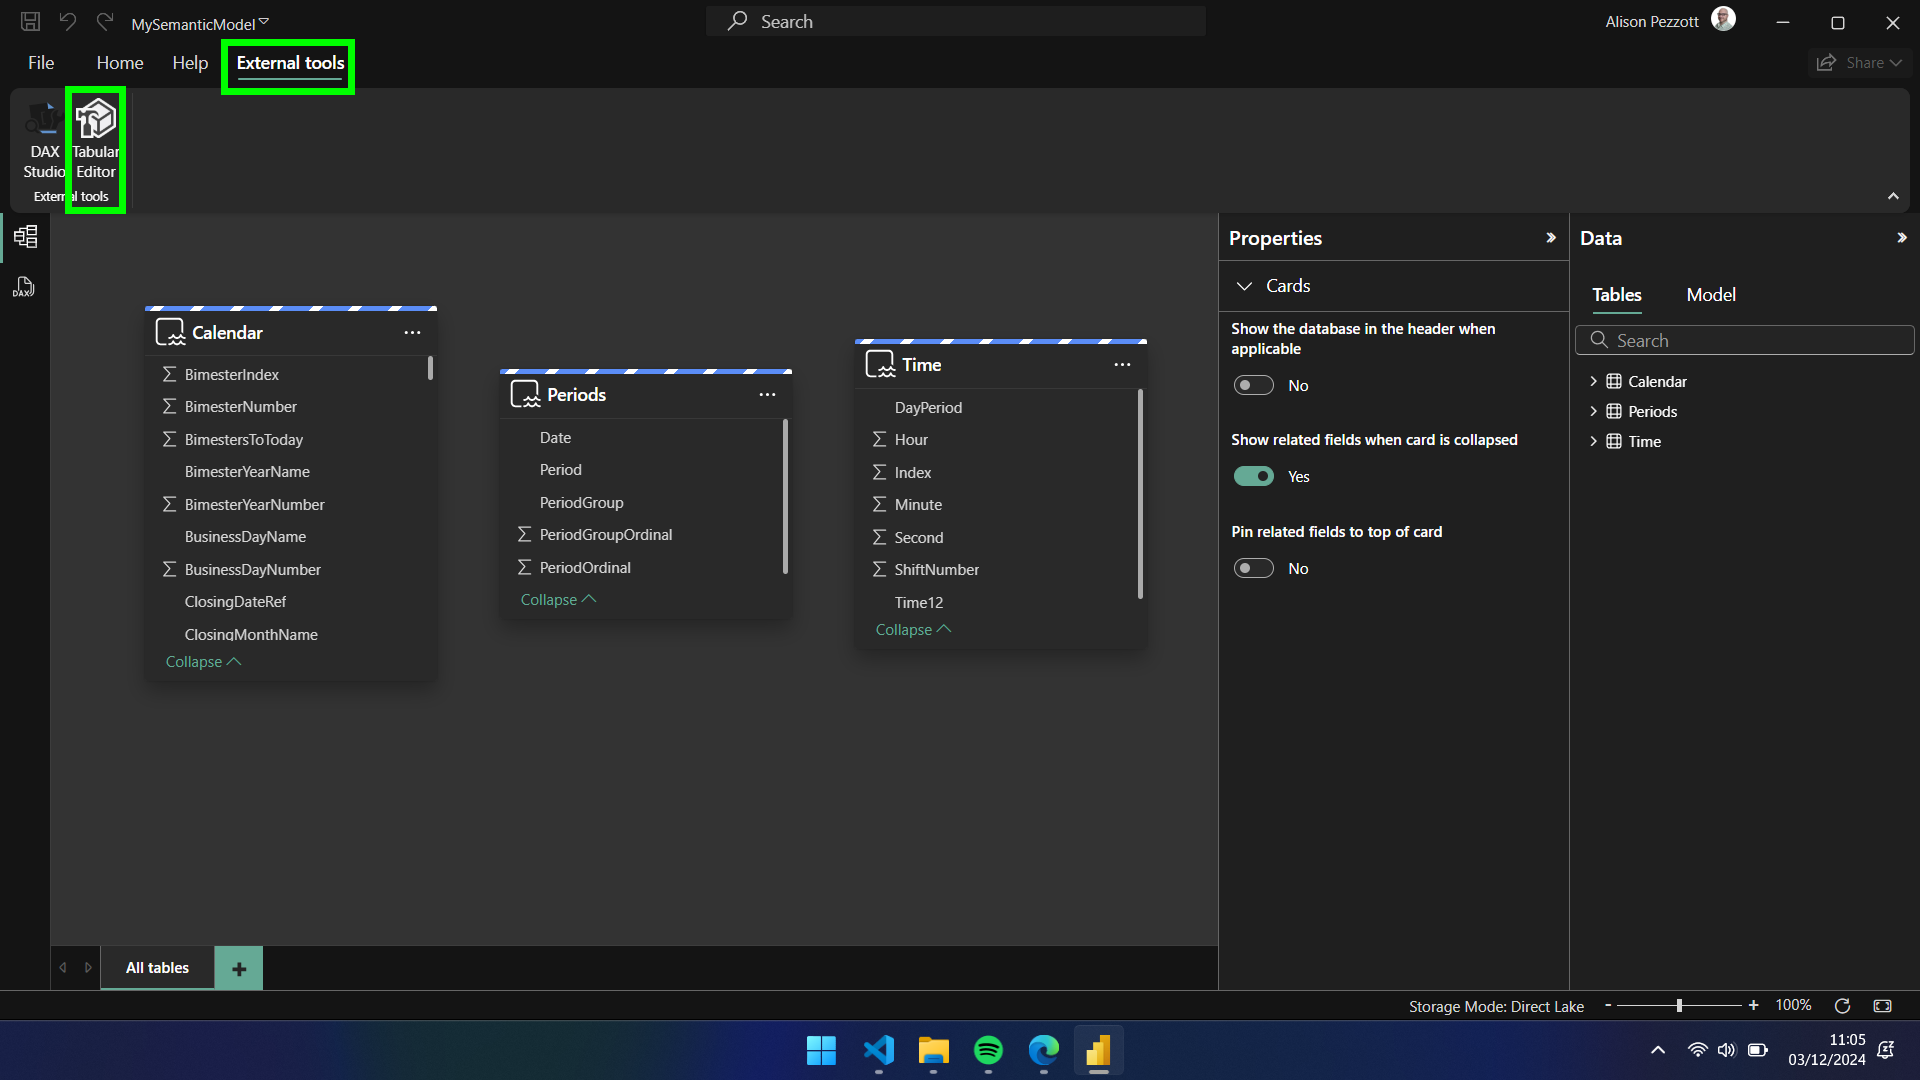 MySemanticModel
Search
Alison Pezzott
File
Home
Help
External tools
Share
DAX
Studio
Tabular
Editor
External tools
DAX
Calendar
BimesterIndex
BimesterNumber
BimestersToToday
BimesterYearName
BimesterYearNumber
BusinessDayName
BusinessDayNumber
ClosingDateRef
ClosingMonthName
Collapse
Periods
Date
Period
PeriodGroup
PeriodGroupOrdinal
PeriodOrdinal
Collapse
Time
DayPeriod
Hour
Index
Minute
Second
ShiftNumber
Time12
Collapse
Properties
Cards
Show the database in the header when
applicable
No
Show related fields when card is collapsed
Yes
Pin related fields to top of card
No
Data
Tables
Model
Search
Calendar
Periods
Time
All tables
+
Storage Mode: Direct Lake
- + 100%
11:05
03/12/2024